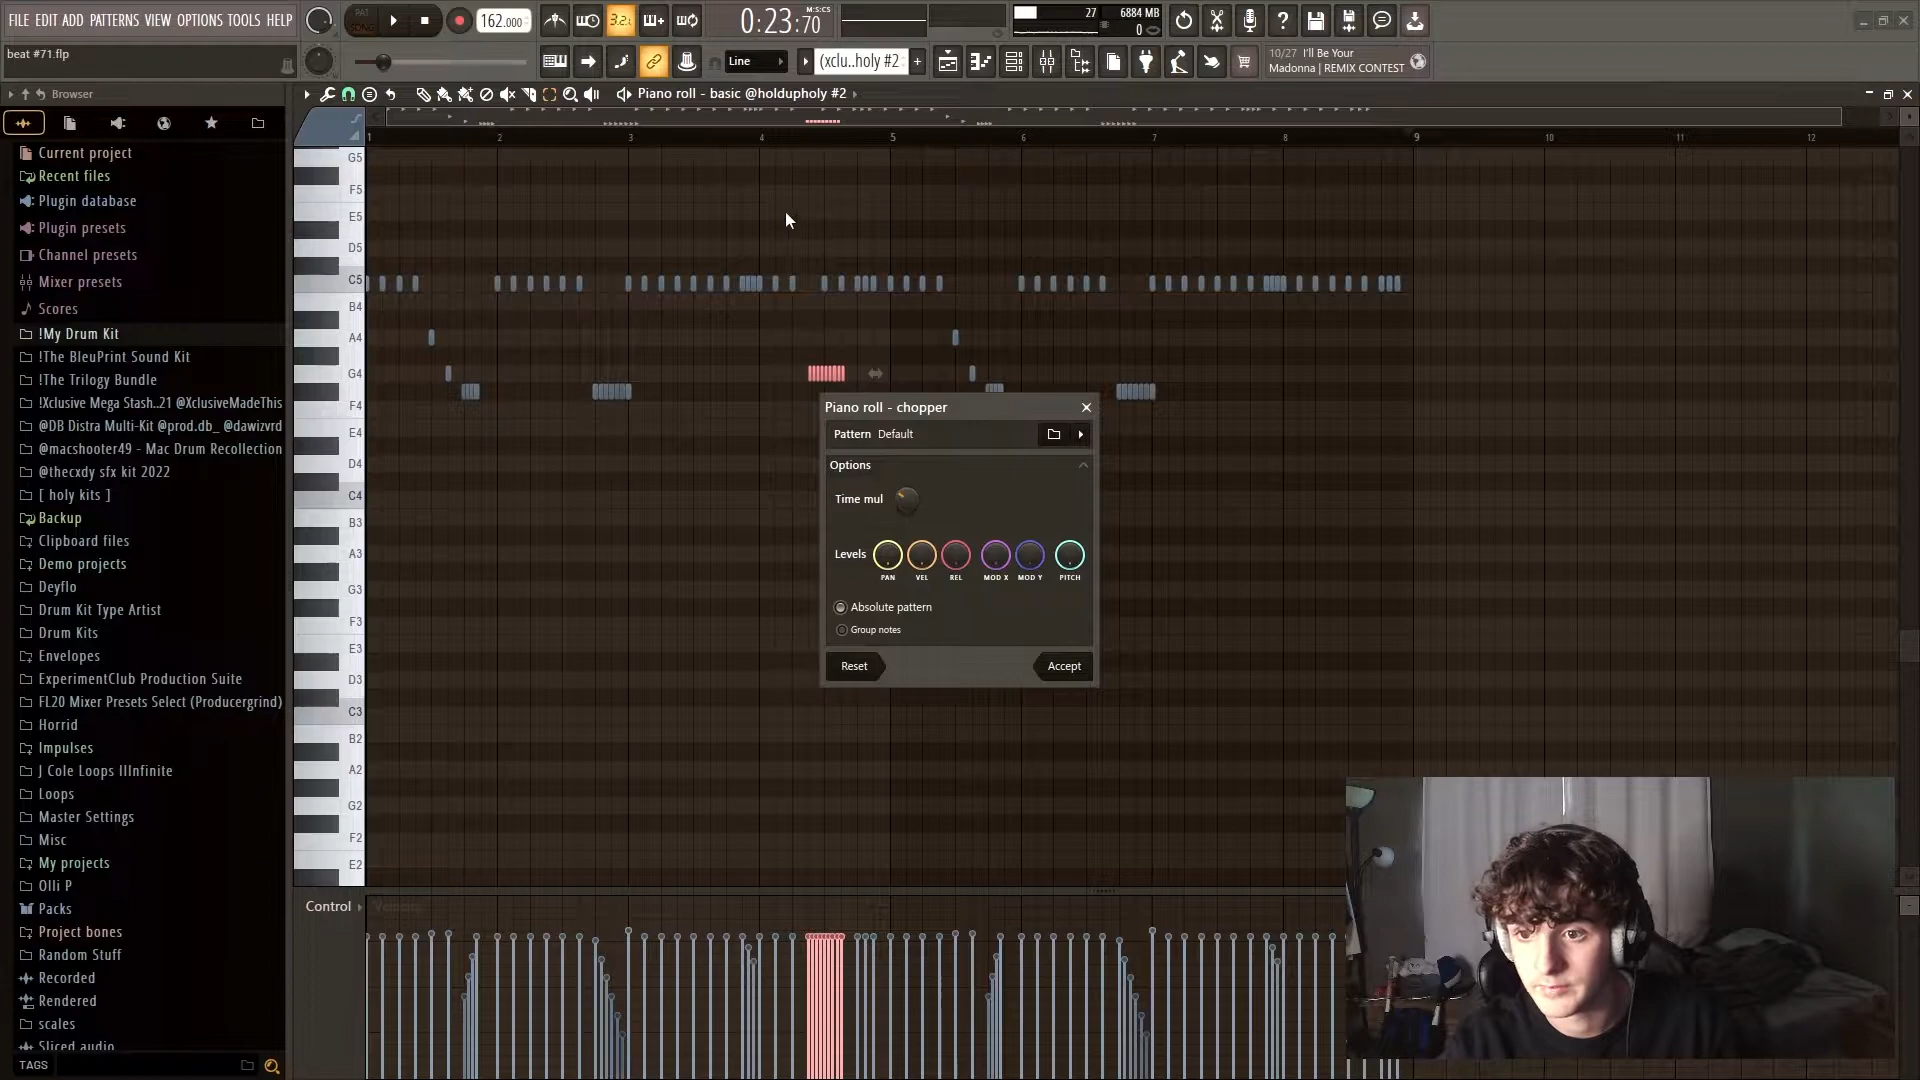 FILE EDIT ADD PATTERNS VIEW OPTIONS TOOLS HELP
PAT
SONG
162.000
3.2.
0:23:70
M:S:CS
27
6884 MB
0
beat #71.flp
Line
(xclu..holy #2
+
10/27 I'll Be Your
Madonna | REMIX CONTEST
Browser
Piano roll - basic @holdupholy #2
1
2
3
4
5
6
7
8
9
10
11
12
Current project
Recent files
Plugin database
Plugin presets
Channel presets
Mixer presets
Scores
!My Drum Kit
!The BleuPrint Sound Kit
!The Trilogy Bundle
!Xclusive Mega Stash..21 @XclusiveMadeThis
@DB Distra Multi-Kit @prod.db_ @dawizvrd
@macshooter49 - Mac Drum Recollection
@thecxdy sfx kit 2022
[ holy kits ]
Backup
Clipboard files
Demo projects
Deyflo
Drum Kit Type Artist
Drum Kits
Envelopes
ExperimentClub Production Suite
FL20 Mixer Presets Select (Producergrind)
Horrid
Impulses
J Cole Loops IIInfinite
Loops
Master Settings
Misc
My projects
Olli P
Packs
Project bones
Random Stuff
Recorded
Rendered
scales
Sliced audio
TAGS
G5
F5
E5
D5
C5
B4
A4
G4
F4
E4
D4
C4
B3
A3
G3
F3
E3
D3
C3
B2
A2
G2
F2
E2
Piano roll - chopper
Pattern Default
Options
Time mul
Levels
PAN
VEL
REL
MOD X
MOD Y
PITCH
Absolute pattern
Group notes
Reset
Accept
Control
Velocity